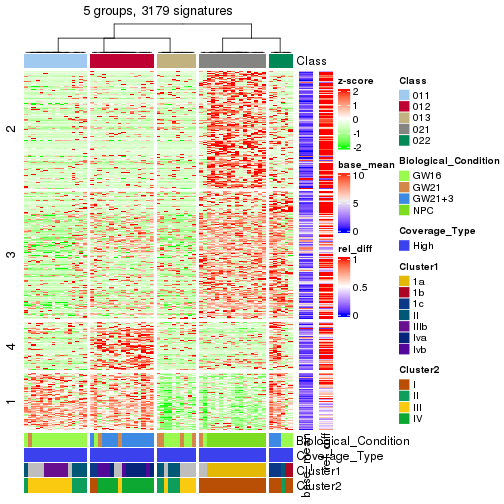 5 groups, 3179 signatures
Class
2
3
4
1
Biological_Condition
Coverage_Type
Cluster1
Cluster2
base_mean
rel_diff
z-score
2
1
0
-1
-2
base_mean
10
5
0
rel_diff
1
0.5
0
Class
011
012
013
021
022
Biological_Condition
GW16
GW21
GW21+3
NPC
Coverage_Type
High
Cluster1
1a
1b
1c
II
IIIb
Iva
Ivb
Cluster2
I
II
III
IV